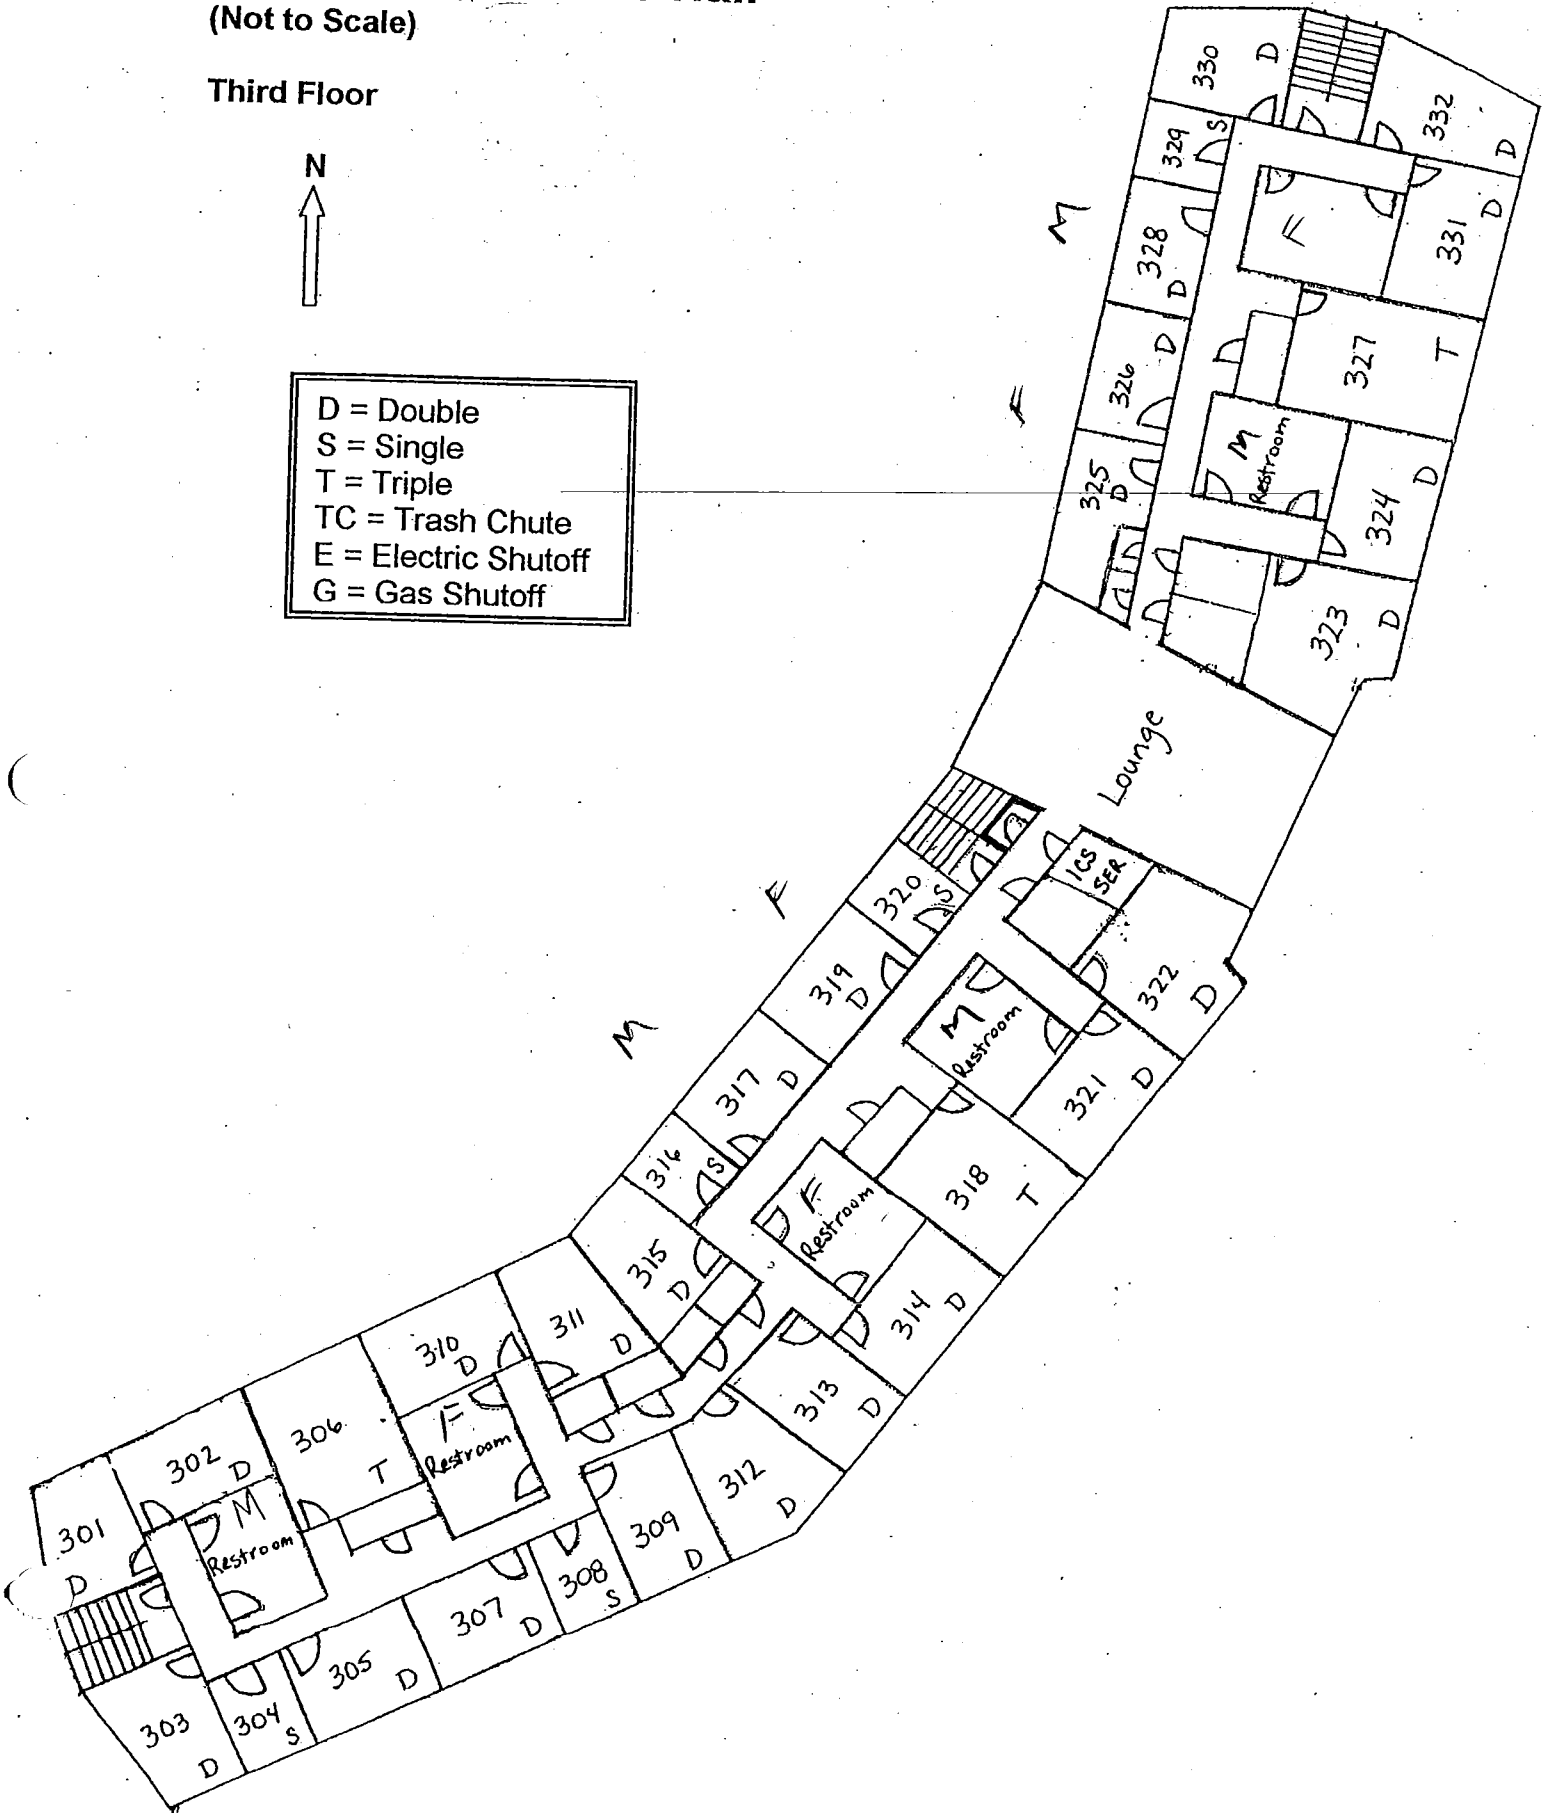 (Not to Scale)
Third Floor
N
D = Double
S = Single
T = Triple
TC = Trash Chute
E = Electric Shutoff
G = Gas Shutoff
330 D
332 D
329 S
M
328 D
F
331 D
326 D
327 T
F
325 D
M
Restroom
324 D
323 D
Lounge
ICS
SER
320 S
F
319 D
322 D
M
Restroom
M
317 D
321 D
316 S
318 T
F
Restroom
315 D
314 D
311 D
313 D
310 D
312 D
F
Restroom
306 T
302 D
M
Restroom
301 D
309 D
308 S
307 D
305 D
304 S
303 D